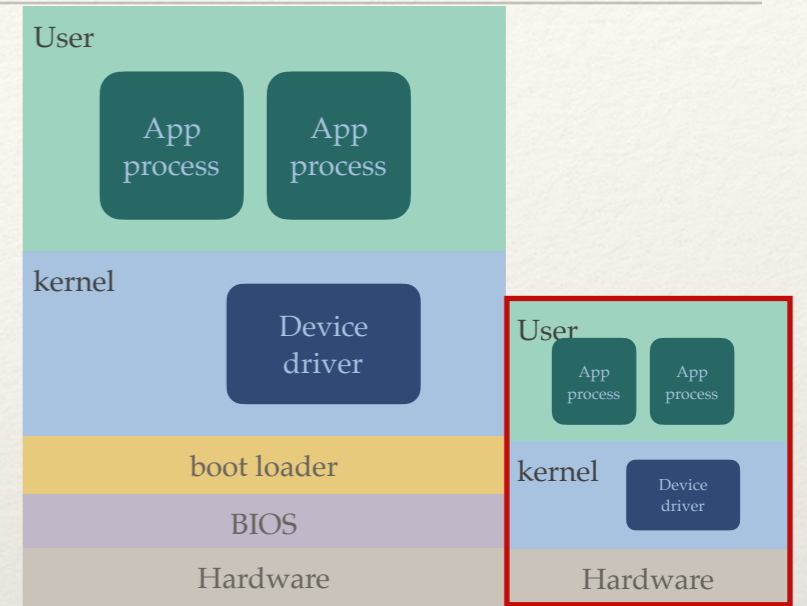 User
App
process
App
process
kernel
Device
driver
boot loader
BIOS
Hardware
User
App
process
App
process
kernel
Device
driver
Hardware